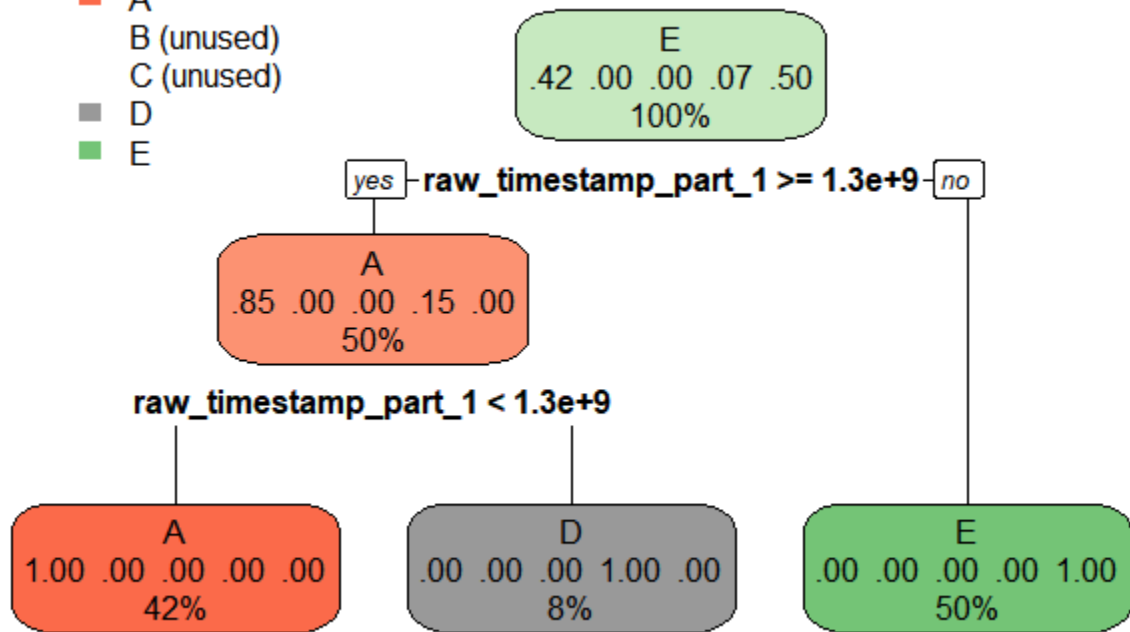 A
B (unused)
C (unused)
D
E
E
.42 .00 .00 .07 .50
100%
yes raw_timestamp_part_1 >= 1.3e+9 no
A
.85 .00 .00 .15 .00
50%
raw_timestamp_part_1 < 1.3e+9
A
1.00 .00 .00 .00 .00
42%
D
.00 .00 .00 1.00 .00
8%
E
.00 .00 .00 .00 1.00
50%